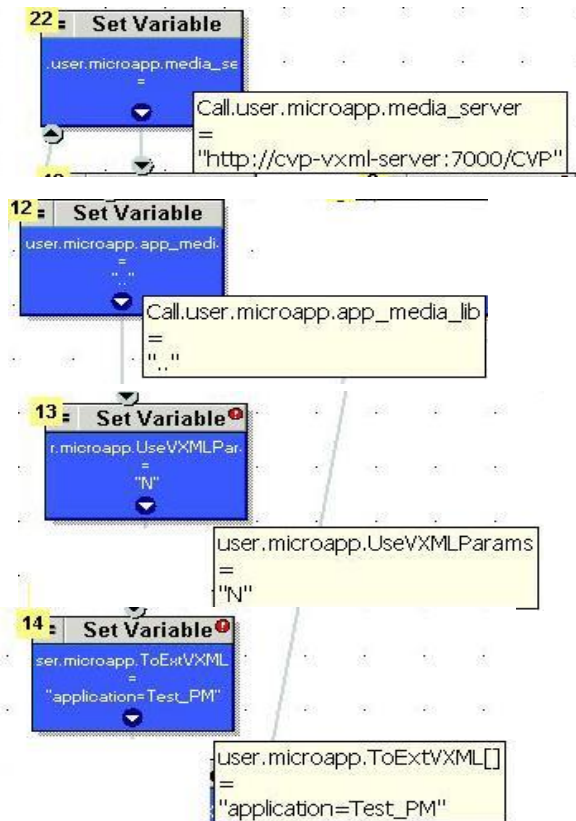 22 = Set Variable
.user.microapp.media_se
=
Call.user.microapp.media_server
=
"http://cvp-vxml-server:7000/CVP"
12 = Set Variable
user.microapp.app_medi.
=
".."
Call.user.microapp.app_media_lib
=
".."
13 = Set Variable
r.microapp.UseVXMLPar.
=
"N"
user.microapp.UseVXMLParams
=
"N"
14 = Set Variable
ser.microapp.ToExtVXML
=
"application=Test_PM"
user.microapp.ToExtVXML[]
=
"application=Test_PM"